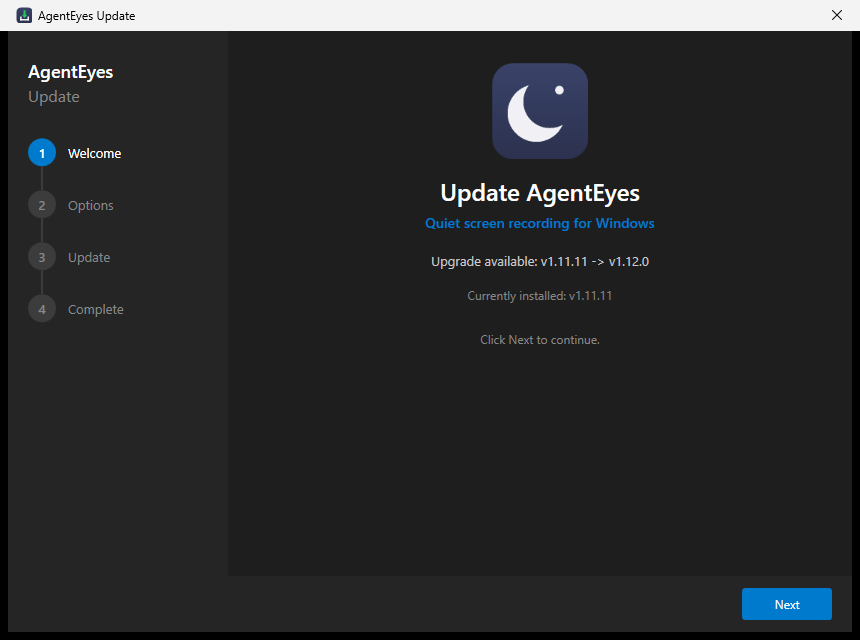 AgentEyes Update
AgentEyes
Update
1 Welcome
2 Options
3 Update
4 Complete
Update AgentEyes
Quiet screen recording for Windows
Upgrade available: v1.11.11 -> v1.12.0
Currently installed: v1.11.11
Click Next to continue.
Next